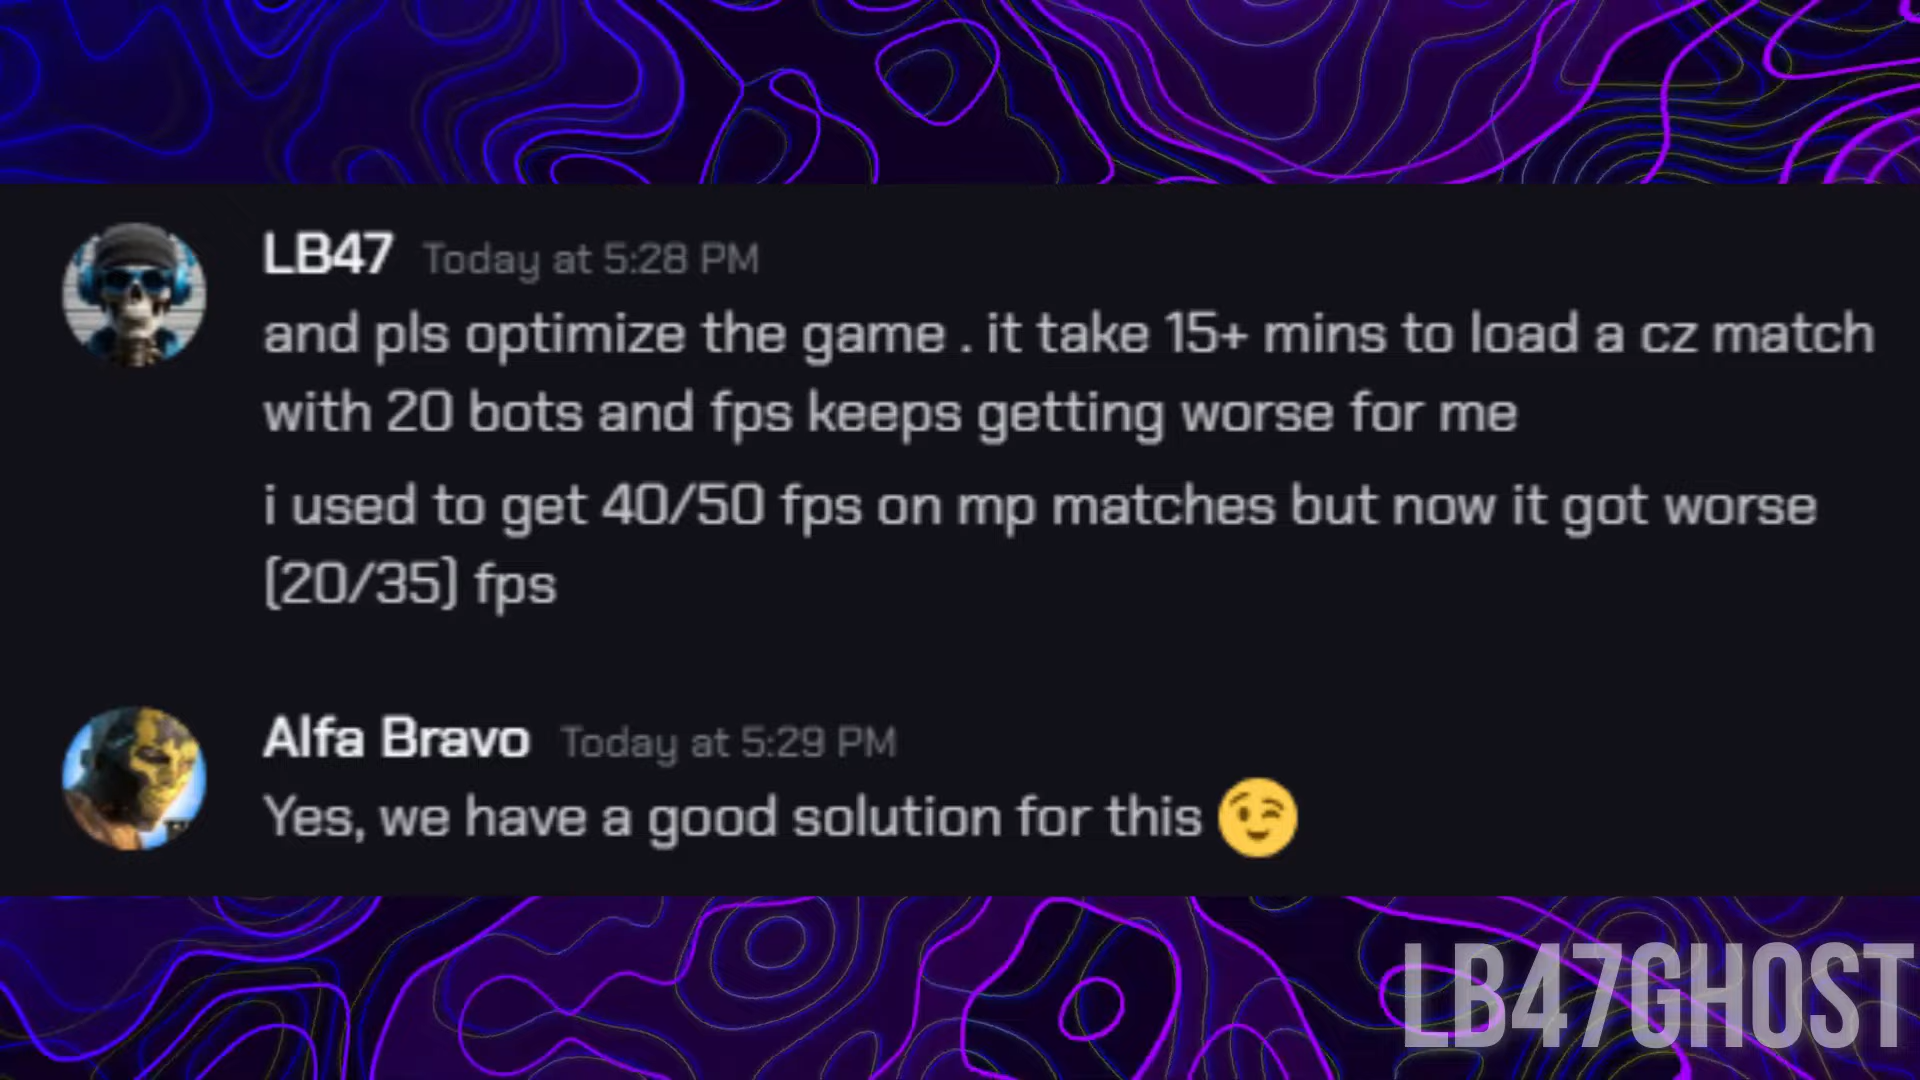 LB47 Today at 5:28 PM
and pls optimize the game . it take 15+ mins to load a cz match
with 20 bots and fps keeps getting worse for me
i used to get 40/50 fps on mp matches but now it got worse
(20/35) fps
Alfa Bravo Today at 5:29 PM
Yes, we have a good solution for this 😉
LB47GHOST